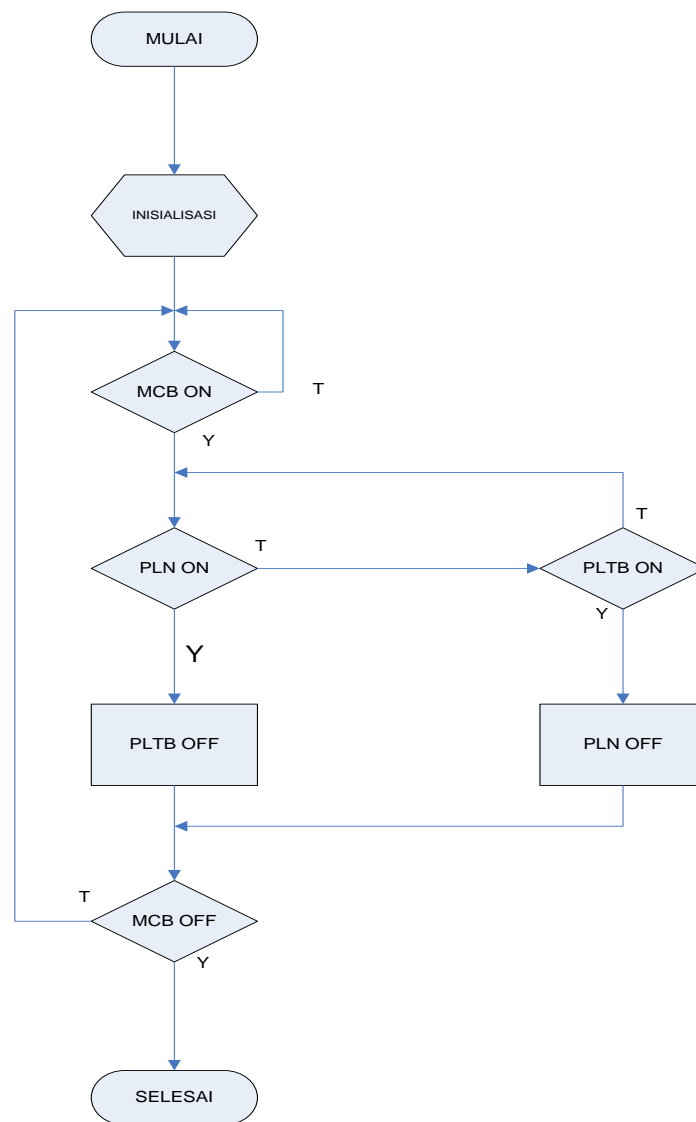 MULAI
INISIALISASI
MCB ON
T
Y
T
PLN ON
T
PLTB ON
Y
Y
PLTB OFF
PLN OFF
T
MCB OFF
Y
SELESAI